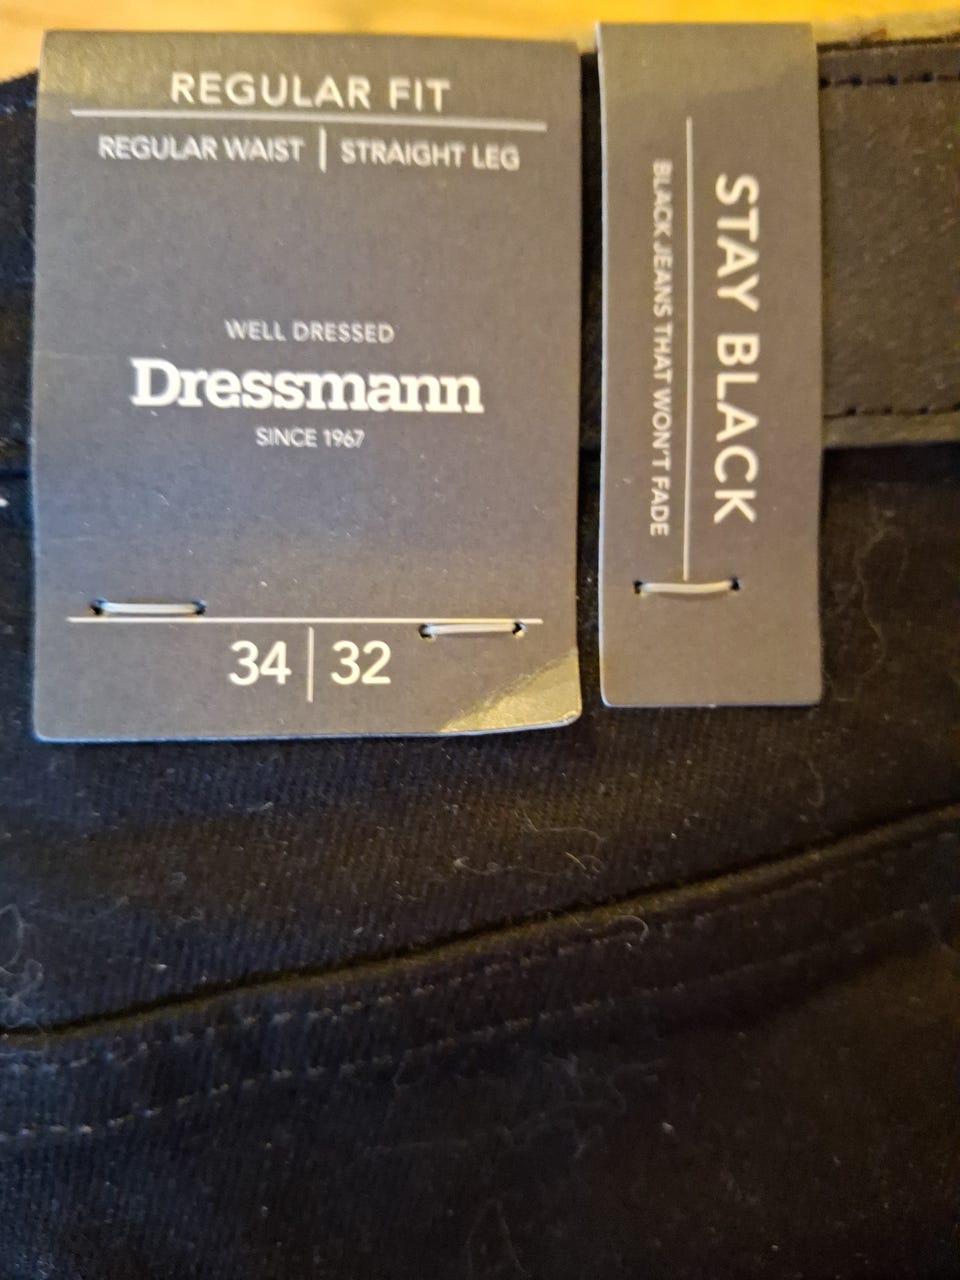 REGULAR FIT
REGULAR WAIST | STRAIGHT LEG
WELL DRESSED
Dressmann
SINCE 1967
34 | 32
STAY BLACK
BLACK JEANS THAT WON'T FADE